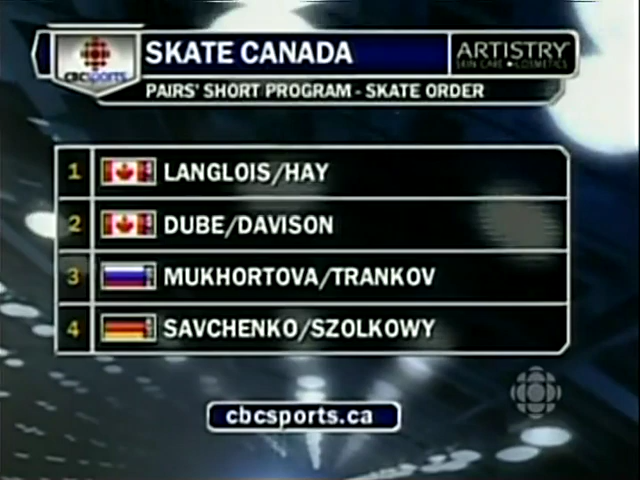 SKATE CANADA
CBCSPORTS
ARTISTRY
SKIN CARE • COSMETICS
PAIRS' SHORT PROGRAM - SKATE ORDER
1 LANGLOIS/HAY
2 DUBE/DAVISON
3 MUKHORTOVA/TRANKOV
4 SAVCHENKO/SZOLKOWY
cbcsports.ca